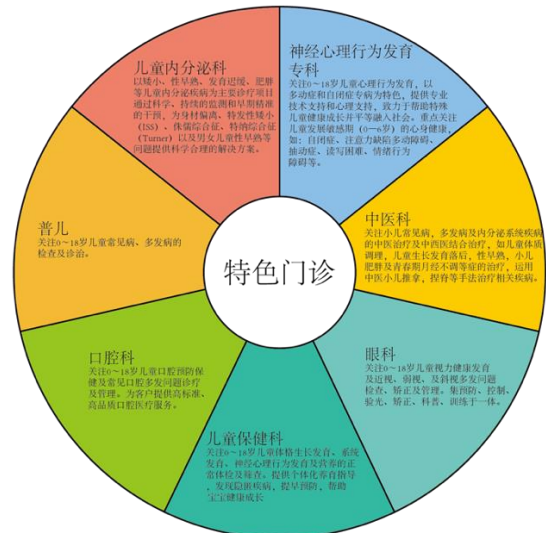 特色门诊
神经心理行为发育
专科
关注0~18岁儿童心理行为发育，以
多动症和自闭症专病为特色，提供专业
技术支持和心理支持，致力于帮助特殊
儿童健康成长并平等融入社会。重点关注
儿童发展敏感期（0—6岁）的心身健康，
如：自闭症、注意力缺陷多动障碍、
抽动症、读写困难、情绪行为
障碍等。
中医科
关注小儿常见病，多发病及内分泌系统疾病
的中医治疗及中西医结合治疗，如儿童体质
调理，儿童生长发育落后，性早熟，小儿
肥胖及青春期月经不调等症的治疗，运用
中医小儿推拿，捏脊等手法治疗相关疾病。
眼科
关注0~18岁儿童视力健康发育
及近视、弱视、及斜视多发问题
检查、矫正及管理。集预防、控制、
验光、矫正、科普、训练于一体。
儿童保健科
关注0~18岁儿童体格生长发育、系统
发育、神经心理行为发育及营养的正
常体检及筛查。提供个体化养育指导
，发现隐匿疾病，提早预防，帮助
宝宝健康成长
口腔科
关注0~18岁儿童口腔预防保
健及常见口腔多发问题诊疗
及管理。为客户提供高标准、
高品质口腔医疗服务。
普儿
关注0~18岁儿童常见病、多发病的
检查及诊治。
儿童内分泌科
以矮小、性早熟、发育迟缓、肥胖
等儿童内分泌疾病为主要诊疗项目
通过科学、持续的监测和早期精准
的干预，为身材偏离、特发性矮小
（ISS）、侏儒综合征、特纳综合征
（Turner）以及男女儿童性早熟等
问题提供科学合理的解决方案。